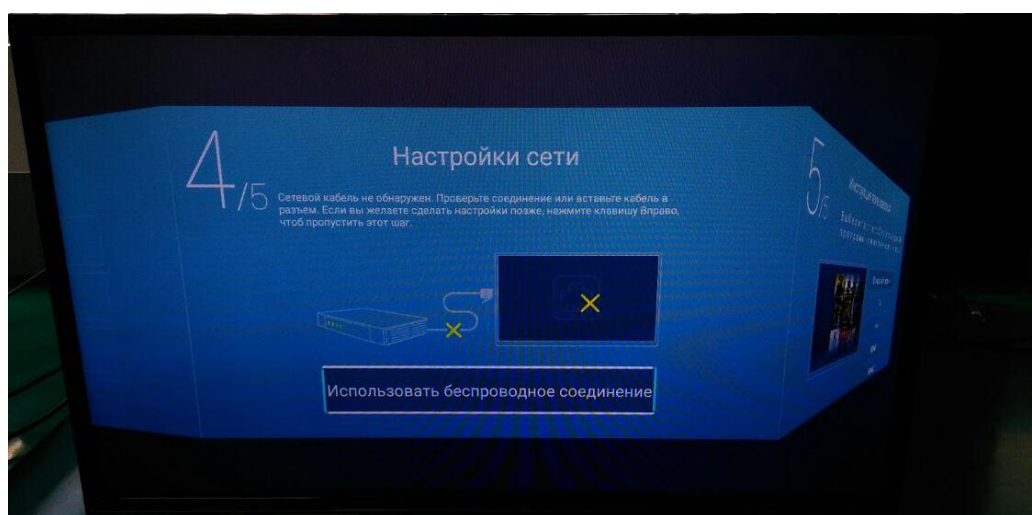 4/5
Настройки сети
Сетевой кабель не обнаружен. Проверьте соединение или вставьте кабель в
разъем. Если вы желаете сделать настройки позже, нажмите клавишу Вправо,
чтоб пропустить этот шаг.
Использовать беспроводное соединение
5/5